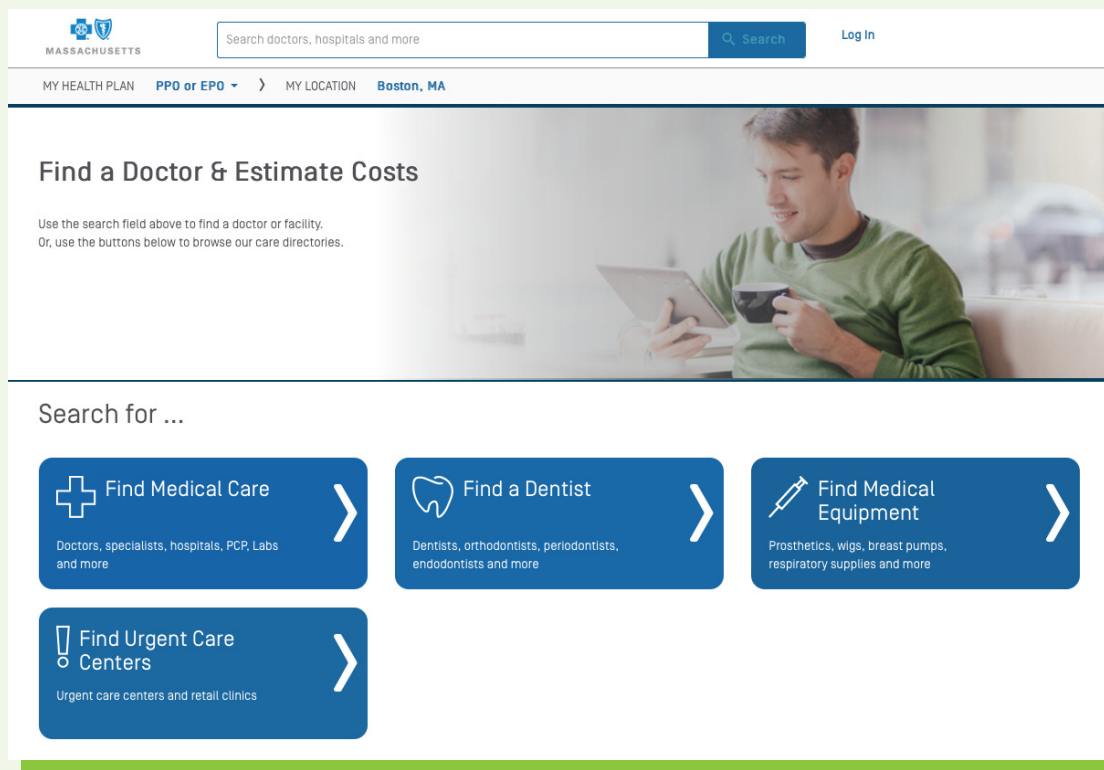 MASSACHUSETTS
Search doctors, hospitals and more
Search
Log In
MY HEALTH PLAN PPO or EPO MY LOCATION Boston, MA
Find a Doctor & Estimate Costs
Use the search field above to find a doctor or facility.
Or, use the buttons below to browse our care directories.
Search for ...
Find Medical Care
Doctors, specialists, hospitals, PCP, Labs
and more
Find a Dentist
Dentists, orthodontists, periodontists,
endodontists and more
Find Medical
Equipment
Prosthetics, wigs, breast pumps,
respiratory supplies and more
Find Urgent Care
Centers
Urgent care centers and retail clinics